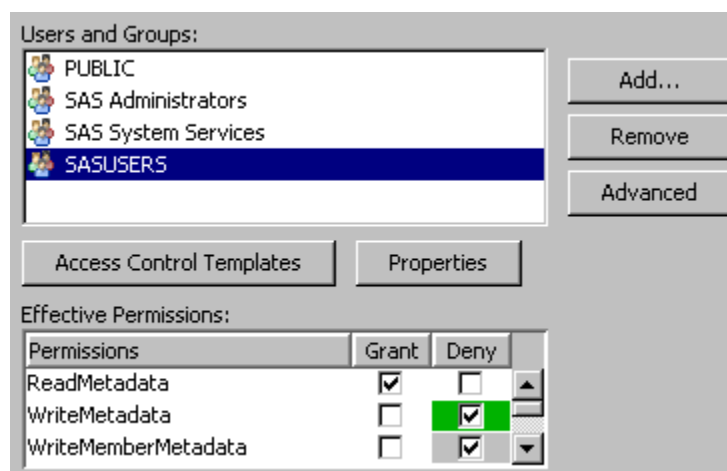 Users and Groups:
PUBLIC
SAS Administrators
SAS System Services
SASUSERS
Add...
Remove
Advanced
Access Control Templates
Properties
Effective Permissions:
Permissions Grant Deny
ReadMetadata
WriteMetadata
WriteMemberMetadata